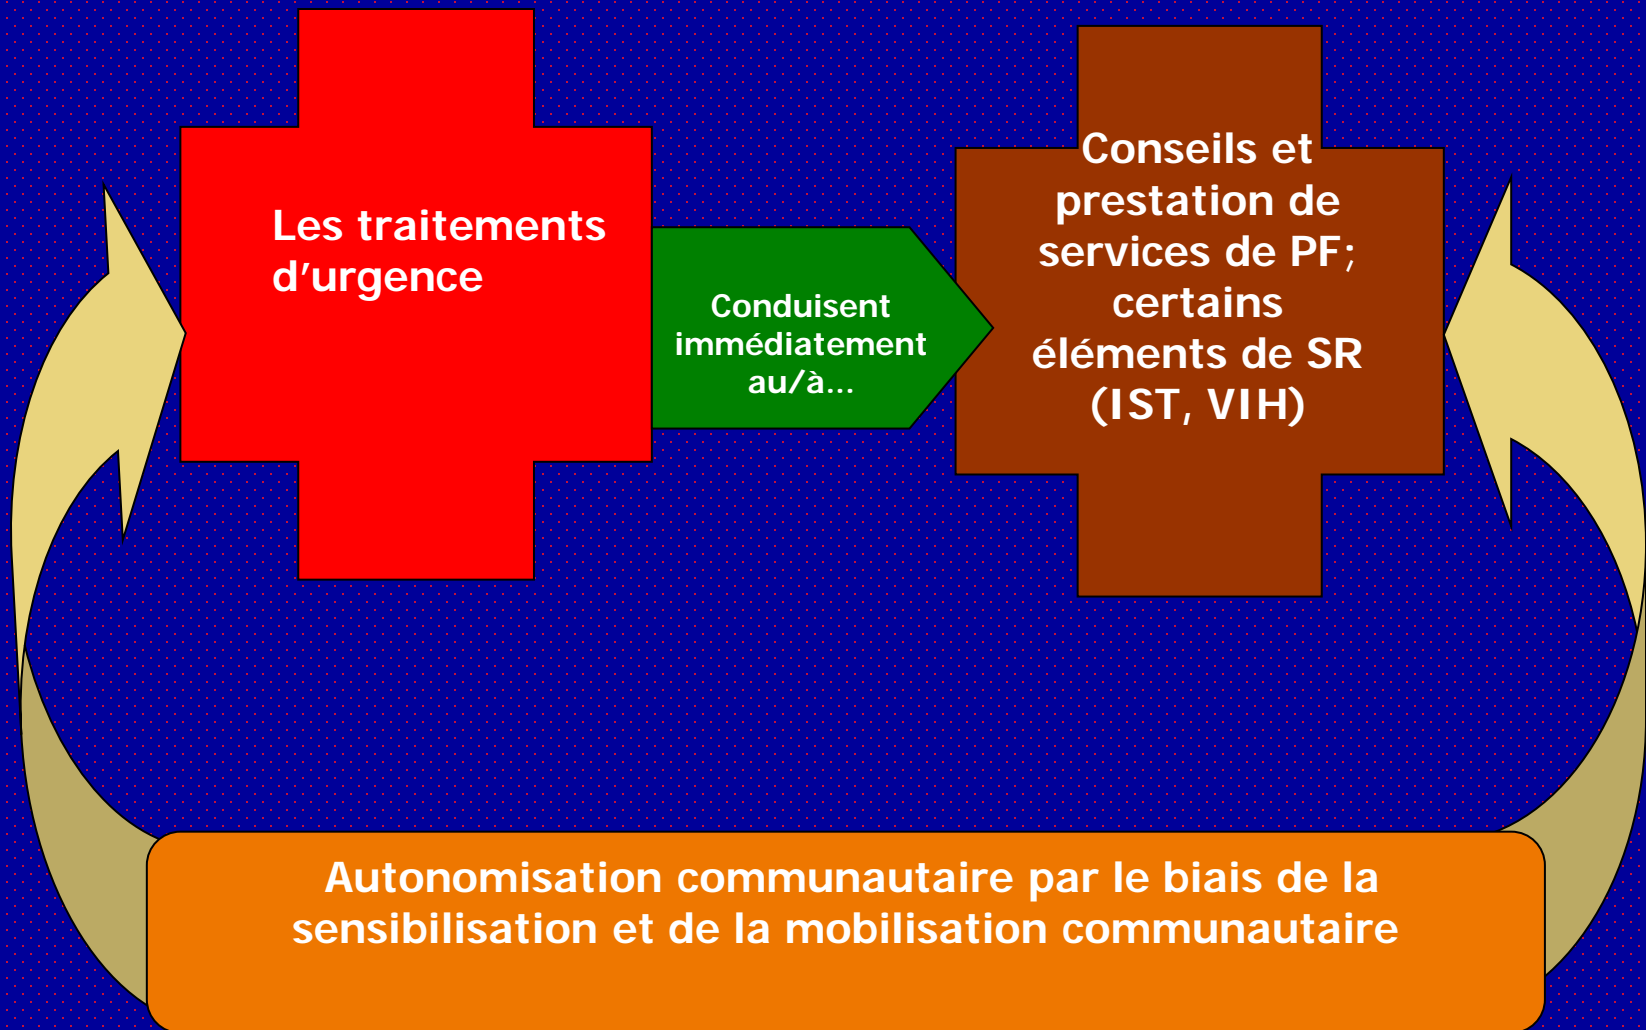 Les traitements
d'urgence
Conduisent
immédiatement
au/à...
Conseils et
prestation de
services de PF;
certains
éléments de SR
(IST, VIH)
Autonomisation communautaire par le biais de la
sensibilisation et de la mobilisation communautaire